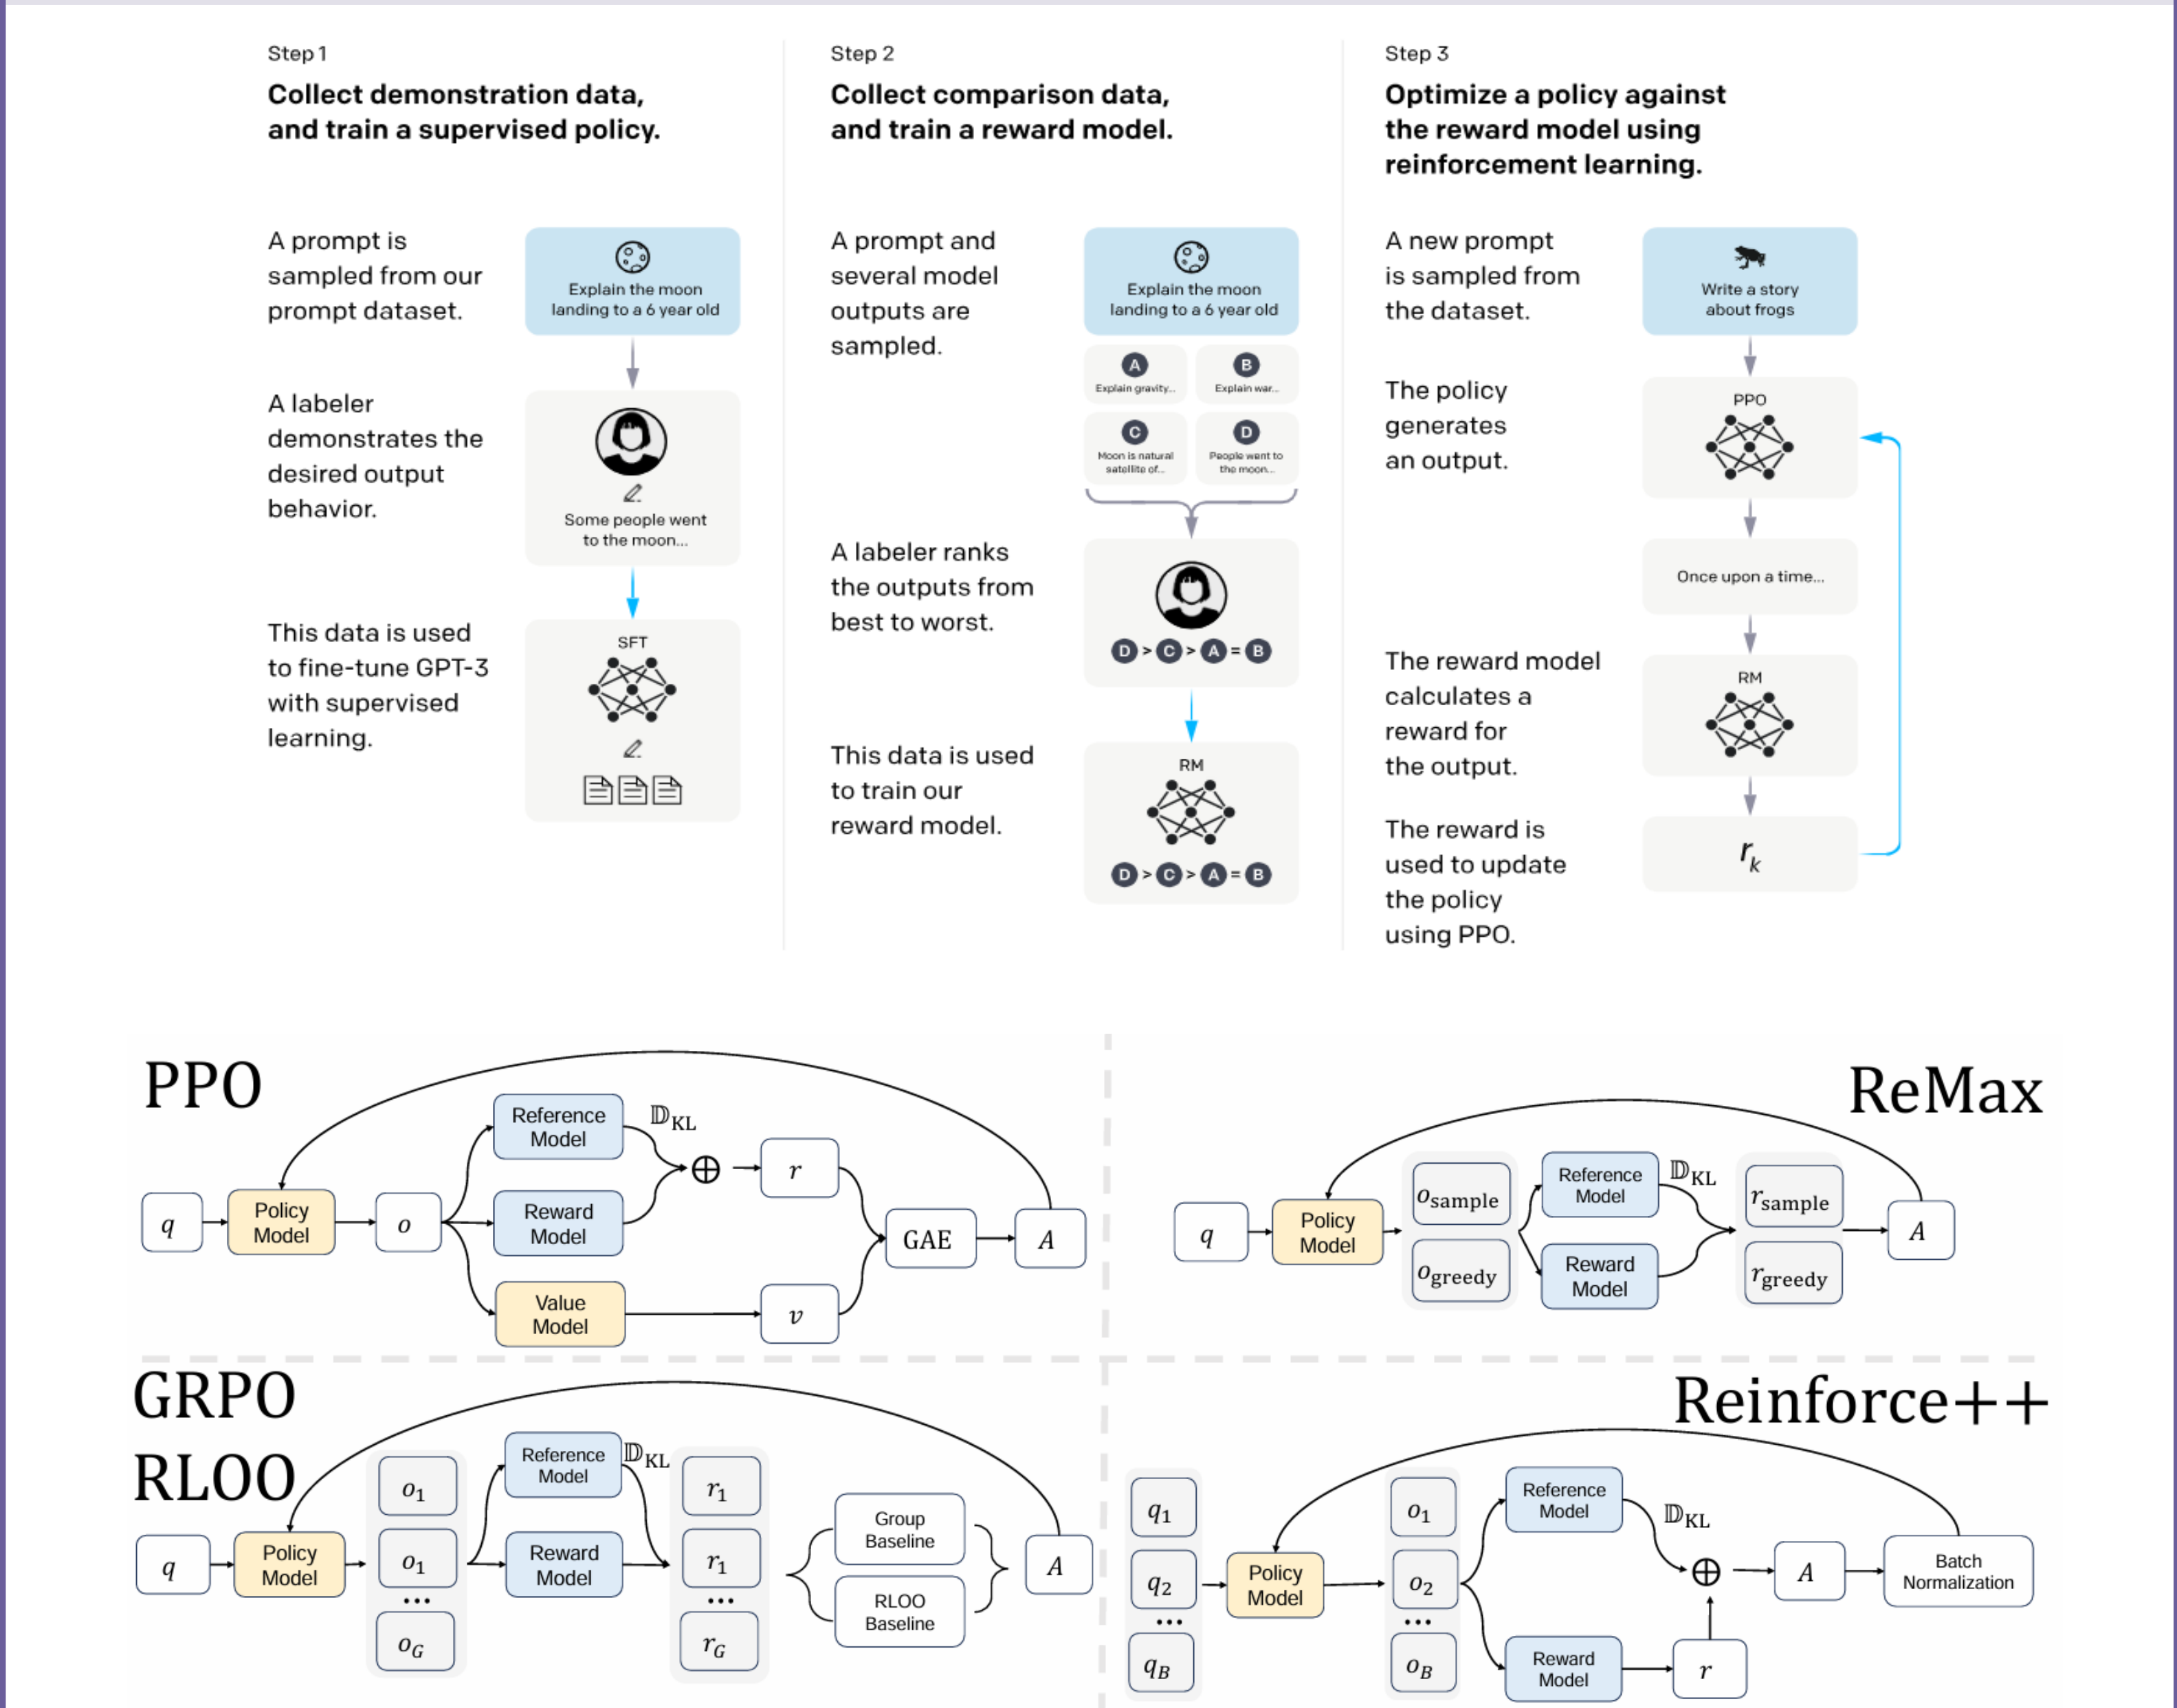 Step 1
Collect demonstration data,
and train a supervised policy.
A prompt is
sampled from our
prompt dataset.
Explain the moon
landing to a 6 year old
A labeler
demonstrates the
desired output
behavior.
Some people went
to the moon...
This data is used
to fine-tune GPT-3
with supervised
learning.
SFT
Step 2
Collect comparison data,
and train a reward model.
A prompt and
several model
outputs are
sampled.
Explain the moon
landing to a 6 year old
A
Explain gravity...
B
Explain war...
C
Moon is natural
satellite of...
D
People went to
the moon...
A labeler ranks
the outputs from
best to worst.
D > C > A = B
This data is used
to train our
reward model.
RM
D > C > A = B
Step 3
Optimize a policy against
the reward model using
reinforcement learning.
A new prompt
is sampled from
the dataset.
Write a story
about frogs
The policy
generates
an output.
PPO
Once upon a time...
The reward model
calculates a
reward for
the output.
RM
The reward is
used to update
the policy
using PPO.
r_k
PPO
q
Policy
Model
o
Reference
Model
𝔻_KL
Reward
Model
⊕
r
Value
Model
v
GAE
A
ReMax
q
Policy
Model
o_sample
o_greedy
Reference
Model
𝔻_KL
Reward
Model
r_sample
r_greedy
A
GRPO
RLOO
q
Policy
Model
o_1
o_1
...
o_G
Reference
Model
𝔻_KL
Reward
Model
r_1
r_1
...
r_G
Group
Baseline
RLOO
Baseline
A
Reinforce++
q_1
q_2
...
q_B
Policy
Model
o_1
o_2
...
o_B
Reference
Model
𝔻_KL
Reward
Model
r
⊕
A
Batch
Normalization